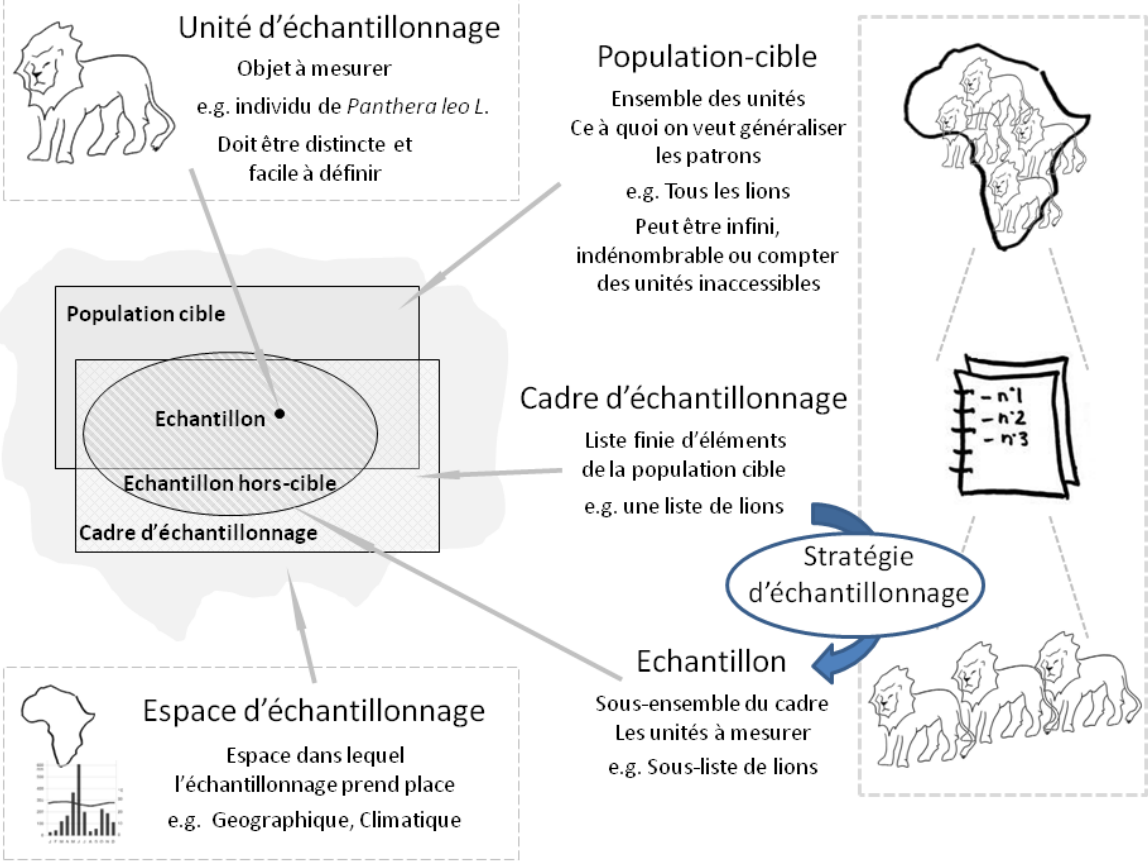 Unité d'échantillonnage
Objet à mesurer
e.g. individu de Panthera leo L.
Doit être distincte et
facile à définir
Population-cible
Ensemble des unités
Ce à quoi on veut généraliser
les patrons
e.g. Tous les lions
Peut être infini,
indénombrable ou compter
des unités inaccessibles
Population cible
Echantillon
Echantillon hors-cible
Cadre d'échantillonnage
Cadre d'échantillonnage
Liste finie d'éléments
de la population cible
e.g. une liste de lions
- n°1
- n°2
- n°3
Stratégie
d'échantillonnage
Echantillon
Sous-ensemble du cadre
Les unités à mesurer
e.g. Sous-liste de lions
Espace d'échantillonnage
Espace dans lequel
l'échantillonnage prend place
e.g. Geographique, Climatique